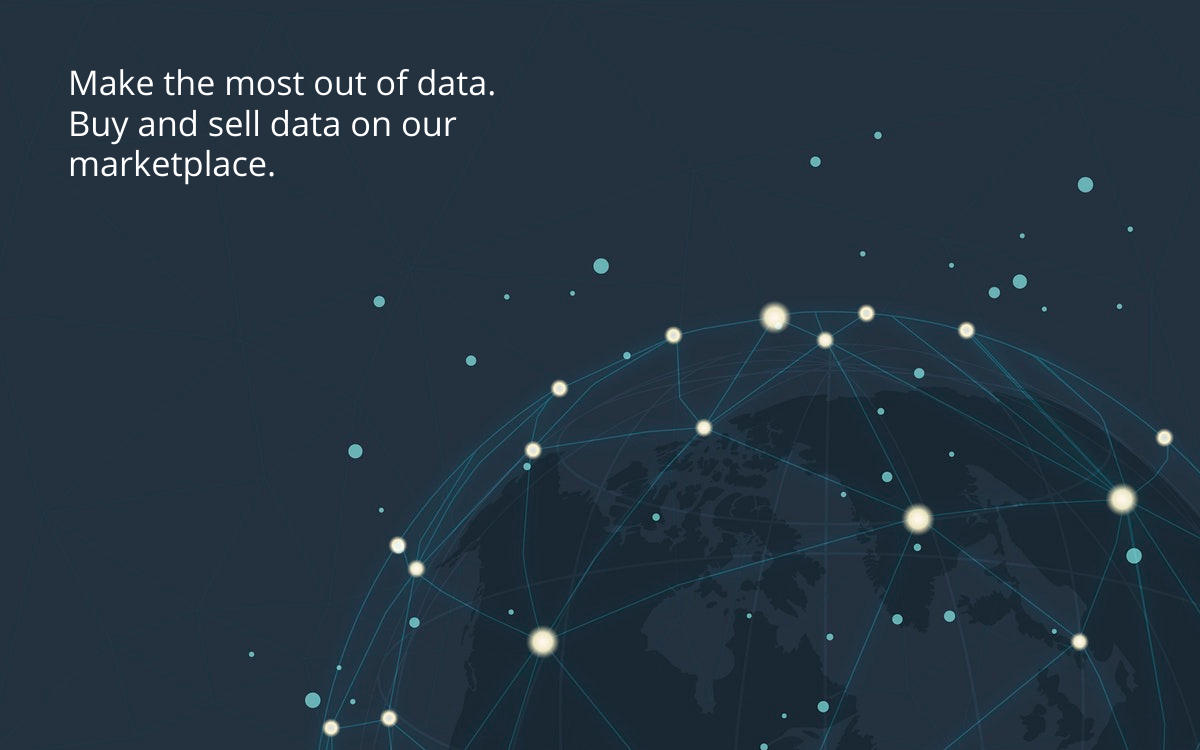 Make the most out of data.
Buy and sell data on our
marketplace.